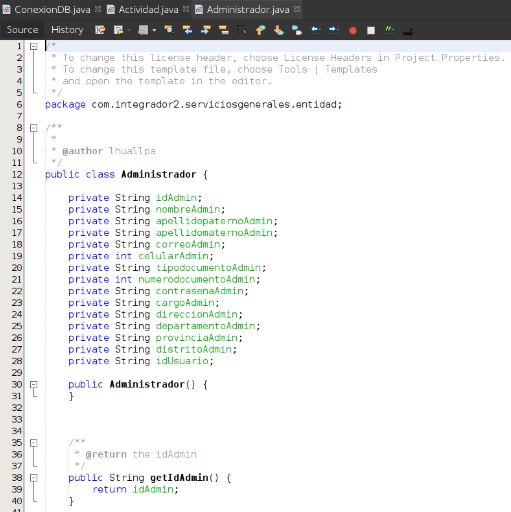 ConexionDB.java Actividad.java Administrador.java
Source History
1 /*
2  * To change this license header, choose License Headers in Project Properties.
3  * To change this template file, choose Tools | Templates
4  * and open the template in the editor.
5  */
6 package com.integrador2.serviciosgenerales.entidad;
7
8 /**
9  *
10  * @author lhuallpa
11  */
12 public class Administrador {
13
14     private String idAdmin;
15     private String nombreAdmin;
16     private String apellidopaternoAdmin;
17     private String apellidomaternoAdmin;
18     private String correoAdmin;
19     private int celularAdmin;
20     private String tipodocumentoAdmin;
21     private int numerodocumentoAdmin;
22     private String contrasenaAdmin;
23     private String cargoAdmin;
24     private String direccionAdmin;
25     private String departamentoAdmin;
26     private String provinciaAdmin;
27     private String distritoAdmin;
28     private String idUsuario;
29
30     public Administrador() {
31     }
32
33
34
35     /**
36      * @return the idAdmin
37      */
38     public String getIdAdmin() {
39         return idAdmin;
40     }
41